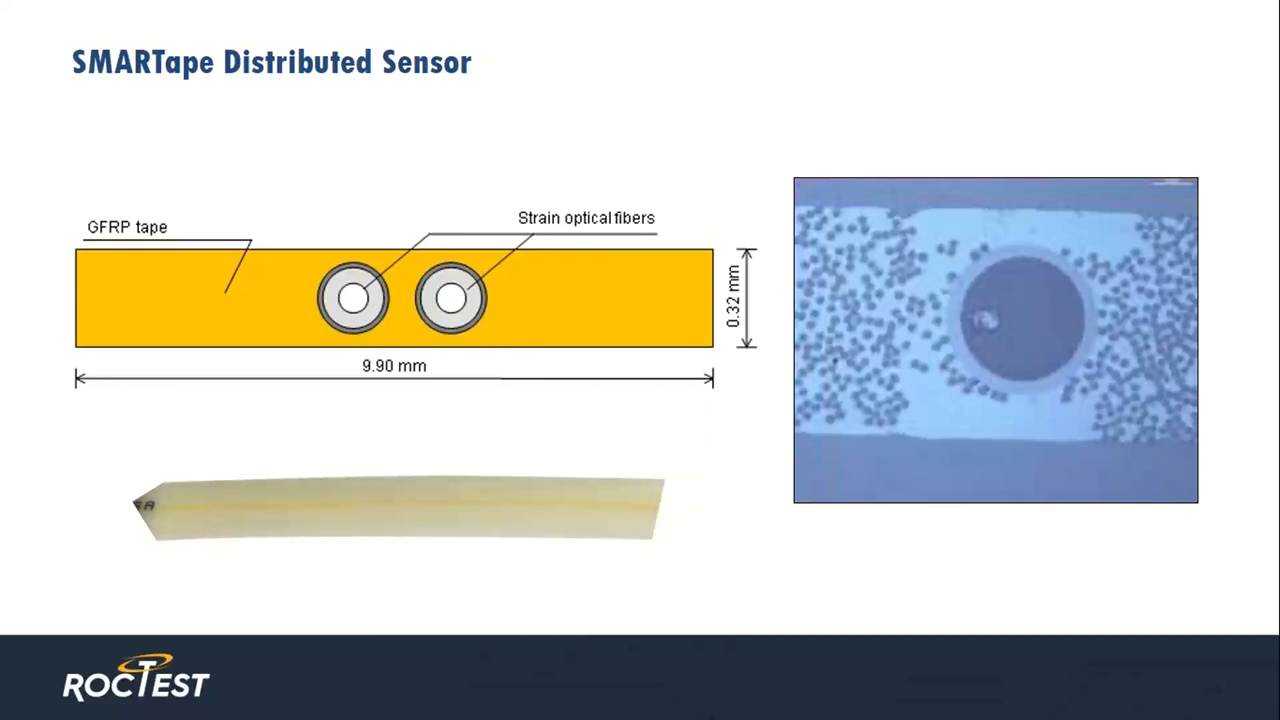 SMARTape Distributed Sensor
GFRP tape
Strain optical fibers
0.32 mm
9.90 mm
ROCTEST